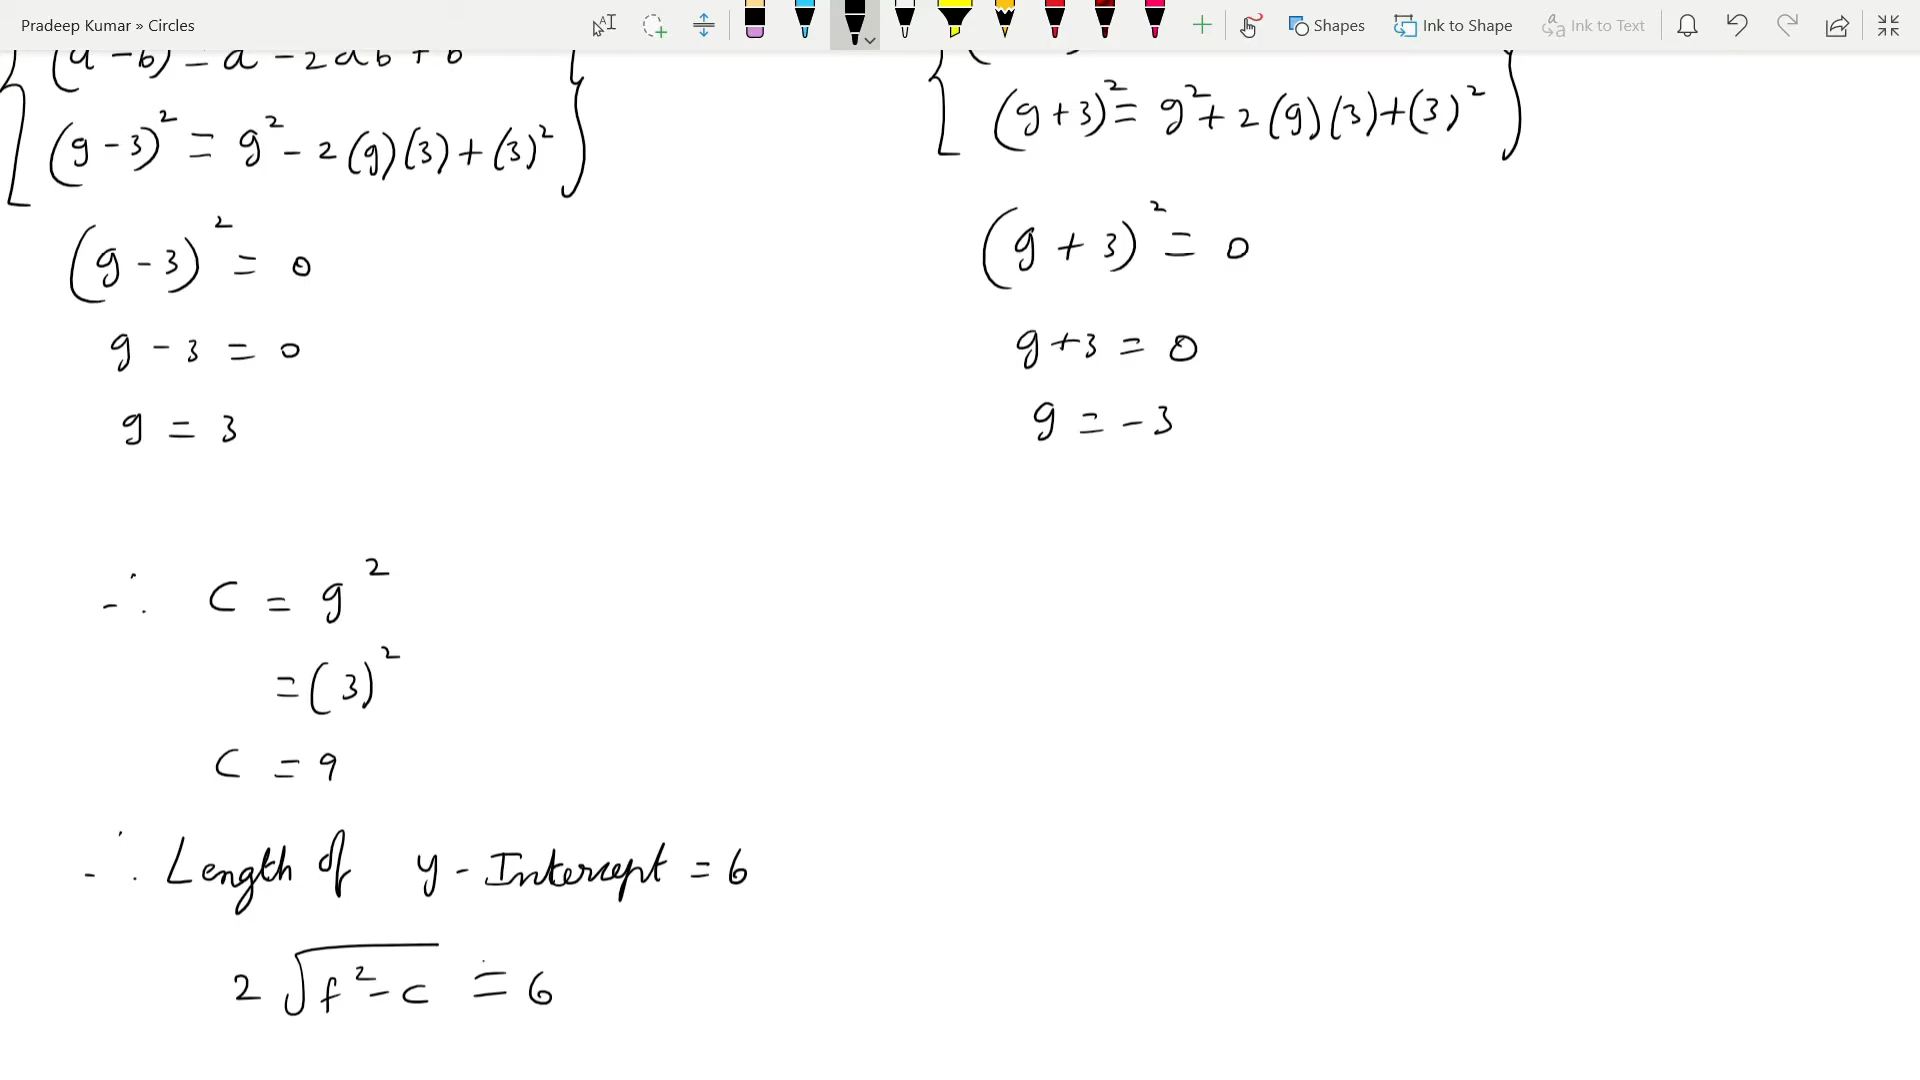 Pradeep Kumar » Circles
Shapes
Ink to Shape
Ink to Text
(a - b) = a - 2ab + b
(g - 3)² = g² - 2(g)(3) + (3)²
(g - 3)² = 0
g - 3 = 0
g = 3
(g + 3)² = g² + 2(g)(3) + (3)²
(g + 3)² = 0
g + 3 = 0
g = -3
∴ C = g²
= (3)²
C = 9
∴ Length of y - Intercept = 6
2 √(f² - c) = 6